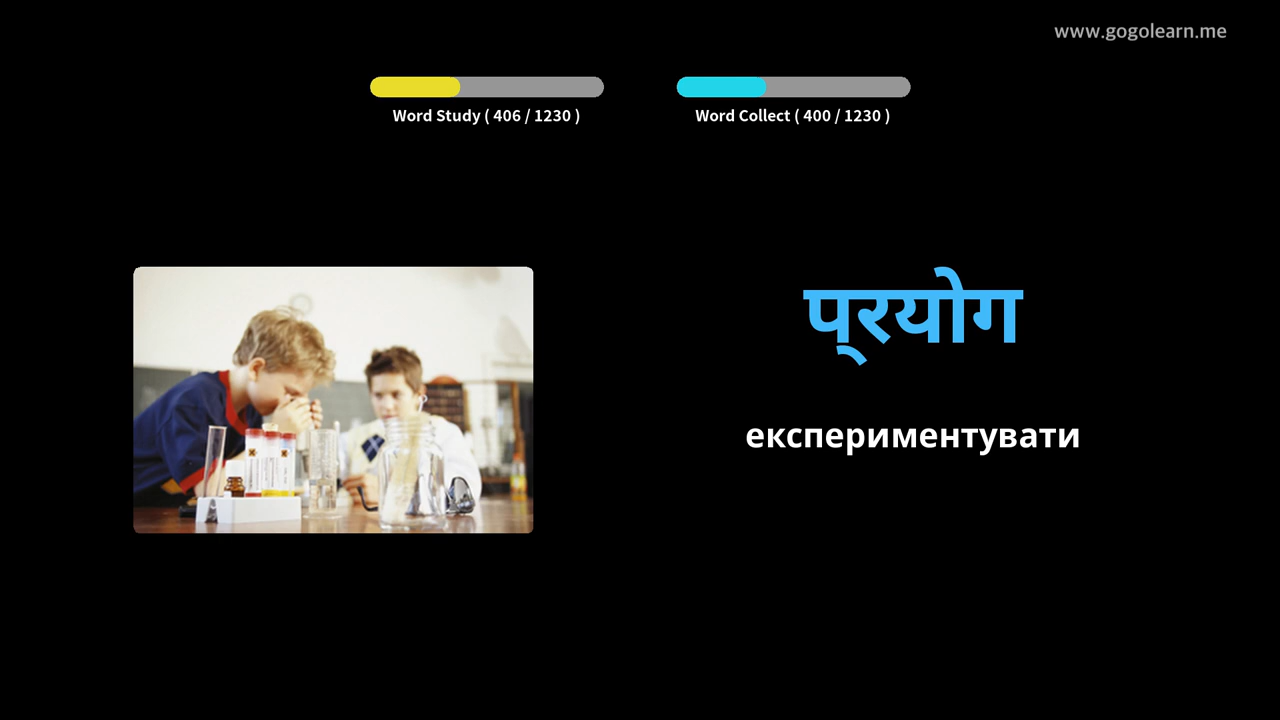 www.gogolearn.me
Word Study ( 406 / 1230 )
Word Collect ( 400 / 1230 )
प्रयोग
експериментувати